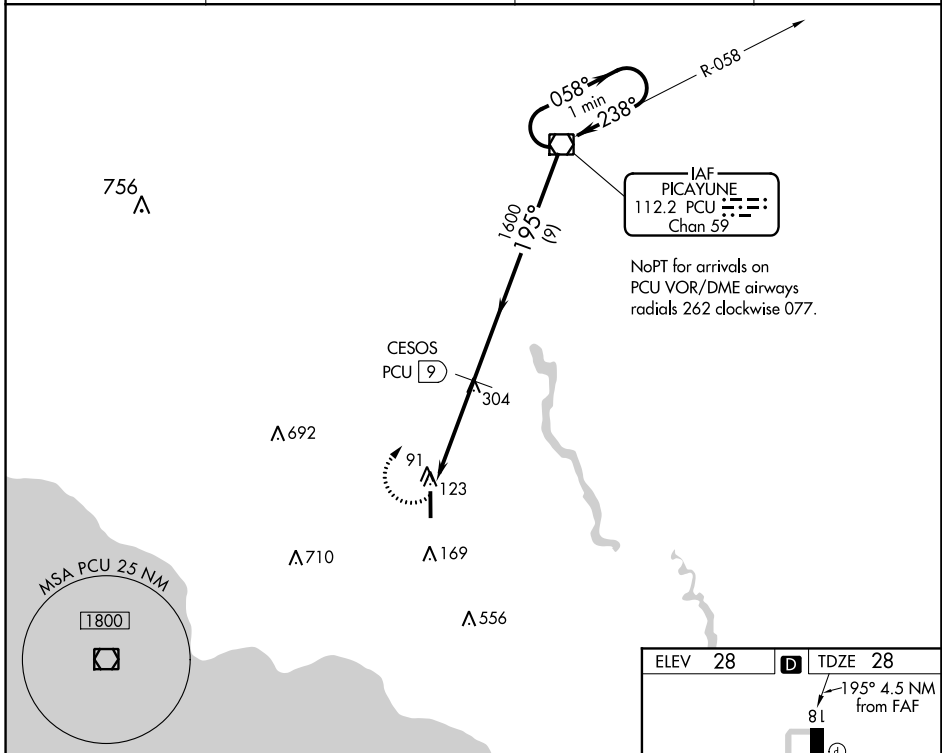 R-058
058°
1 min
238°
IAF
PICAYUNE
112.2 PCU
Chan 59
756
1600
195°
(9)
NoPT for arrivals on
PCU VOR/DME airways
radials 262 clockwise 077.
CESOS
PCU 9
304
692
91
123
710
169
556
MSA PCU 25 NM
1800
ELEV 28 D TDZE 28
195° 4.5 NM
from FAF
18
d